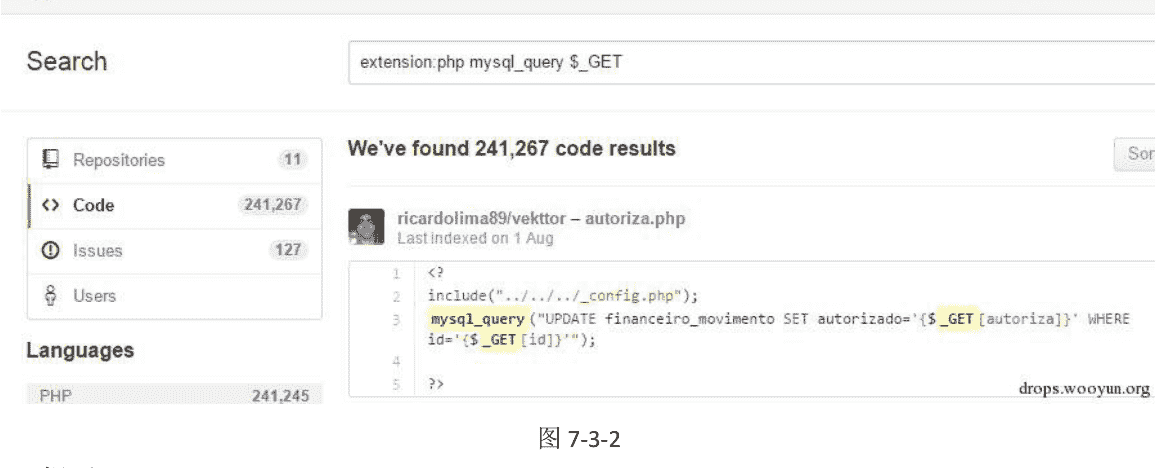 Search
extension:php mysql_query $_GET
Repositories 11
Code 241,267
Issues 127
Users
Languages
PHP 241,245
We've found 241,267 code results
ricardolima89/vekttor – autoriza.php
Last indexed on 1 Aug
1 <?
2 include("../../../_config.php");
3 mysql_query("UPDATE financeiro_movimento SET autorizado='{$_GET[autoriza]}' WHERE
id='{$_GET[id]}'");
4
5 ?>
drops.wooyun.org
图 7-3-2